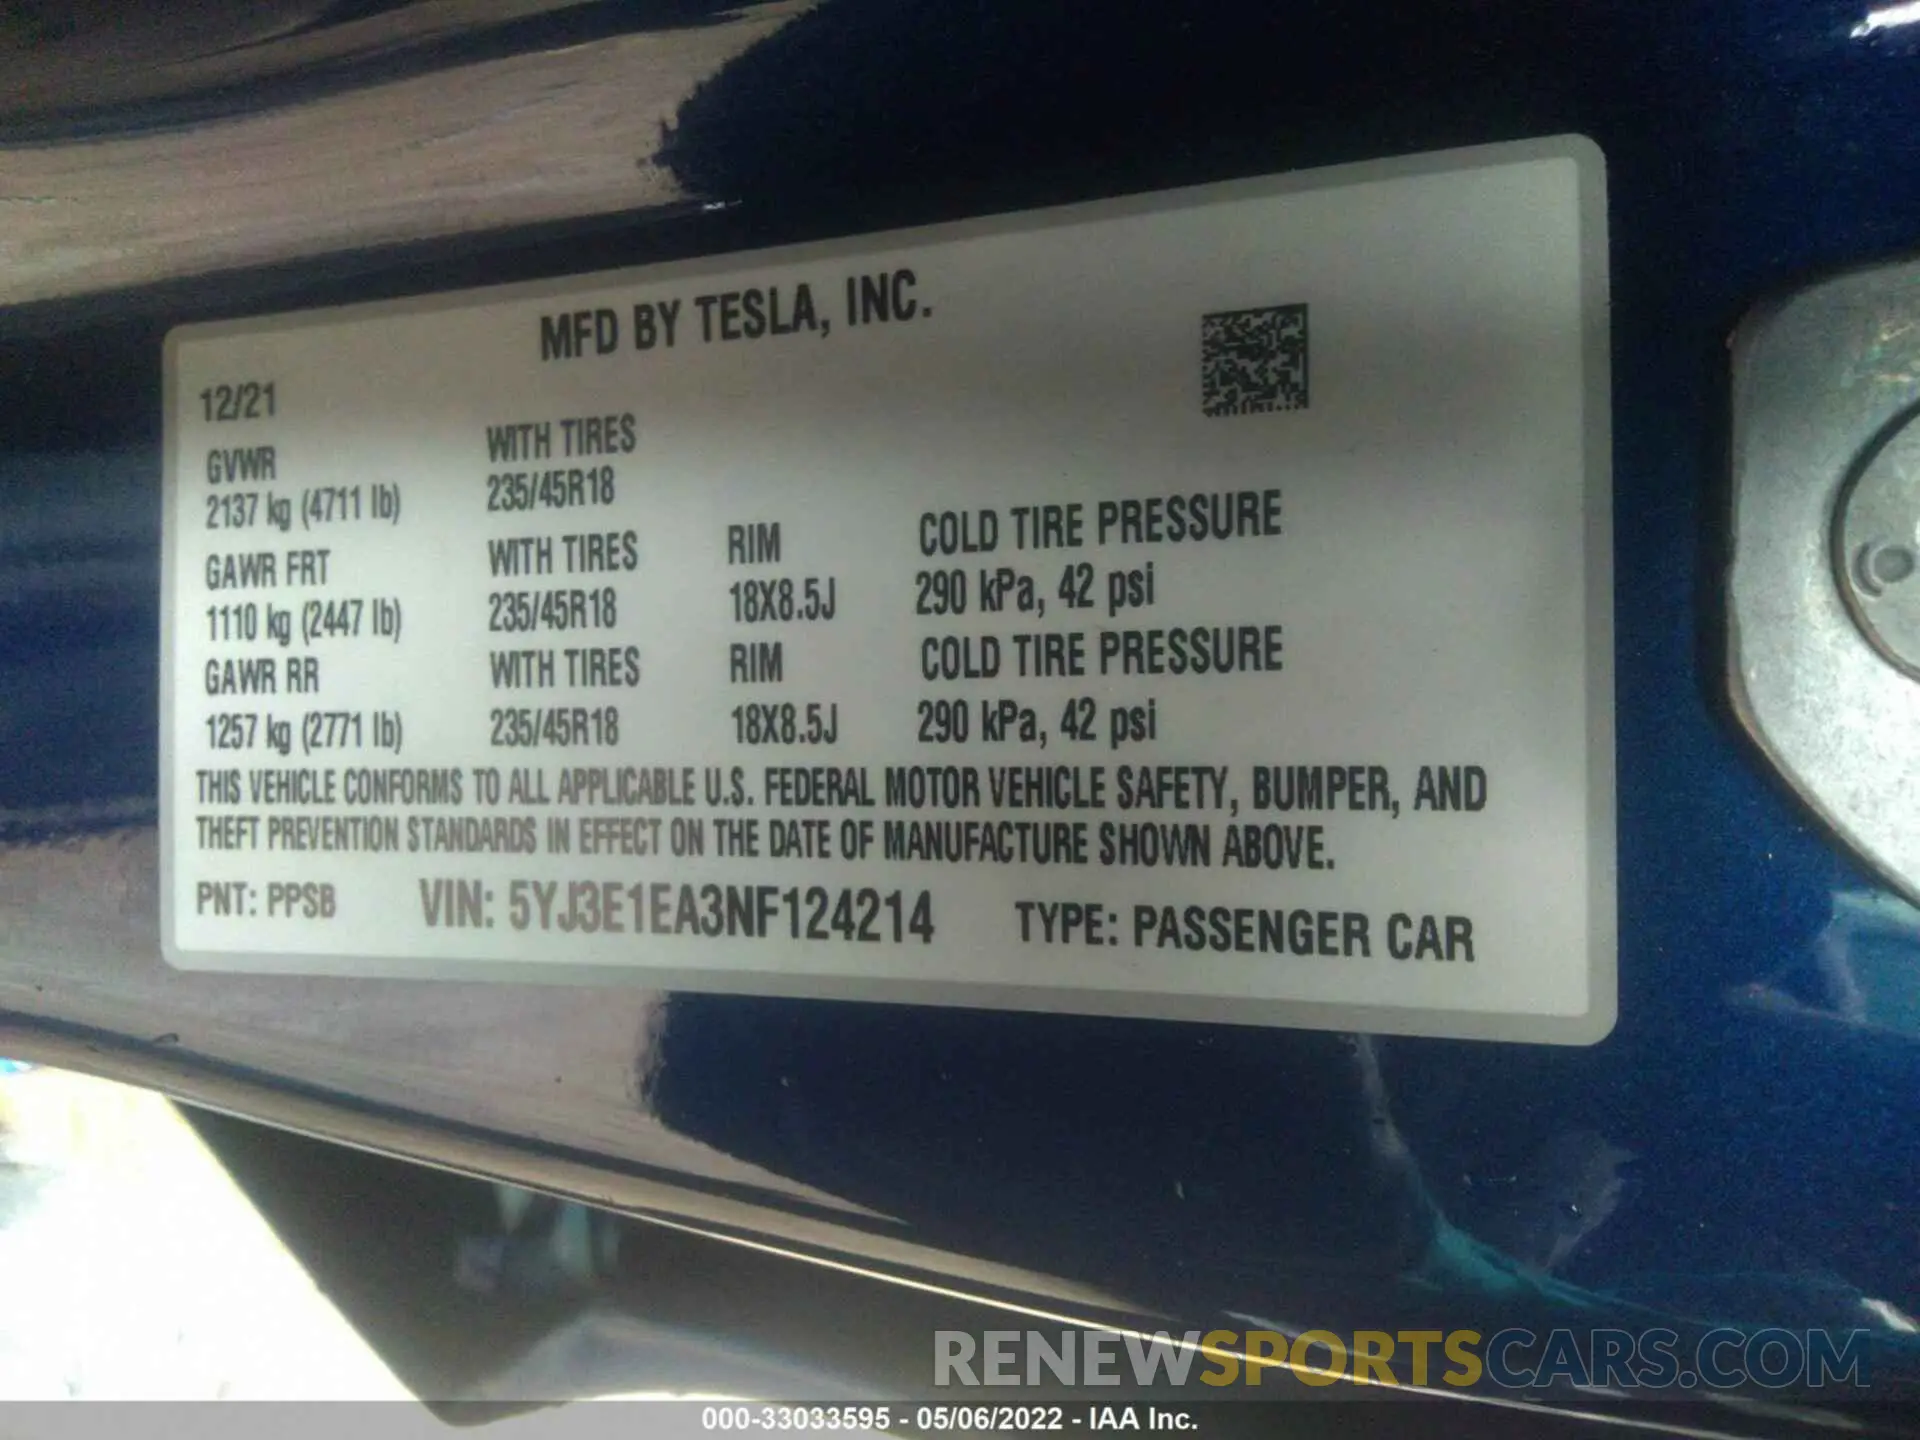 MFD BY TESLA, INC.
12/21
GVWR WITH TIRES
2137 kg (4711 lb) 235/45R18
GAWR FRT WITH TIRES RIM COLD TIRE PRESSURE
1110 kg (2447 lb) 235/45R18 18X8.5J 290 kPa, 42 psi
GAWR RR WITH TIRES RIM COLD TIRE PRESSURE
1257 kg (2771 lb) 235/45R18 18X8.5J 290 kPa, 42 psi
THIS VEHICLE CONFORMS TO ALL APPLICABLE U.S. FEDERAL MOTOR VEHICLE SAFETY, BUMPER, AND
THEFT PREVENTION STANDARDS IN EFFECT ON THE DATE OF MANUFACTURE SHOWN ABOVE.
PNT: PPSB VIN: 5YJ3E1EA3NF124214 TYPE: PASSENGER CAR
RENEWSPORTSCARS.COM
000-33033595 - 05/06/2022 - IAA Inc.